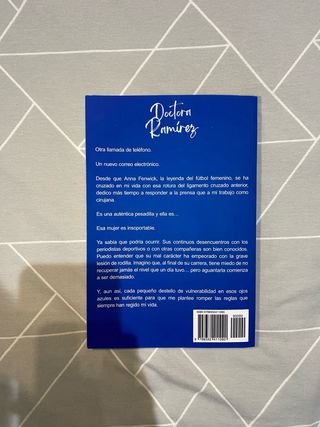 Doctora
Ramírez
Otra llamada de teléfono.
Un nuevo correo electrónico.
Desde que Anna Fenwick, la leyenda del fútbol femenino, se ha
cruzado en mi vida con esa rotura del ligamento cruzado anterior,
dedico más tiempo a responder a la prensa que a mi trabajo como
cirujana.
Es una auténtica pesadilla y ella es...
Esa mujer es insoportable.
Ya sabía que podría ocurrir. Sus continuos desencuentros con los
periodistas deportivos o con otras compañeras son bien conocidos.
Puedo entender que su mal carácter ha empeorado con la grave
lesión de rodilla. Imagino que, al final de su carrera, tiene miedo de no
recuperar jamás el nivel que un día tuvo... pero aguantarla comienza
a ser demasiado.
Y, aun así, cada pequeño destello de vulnerabilidad en esos ojos
azules es suficiente para que me plantee romper las reglas que
siempre han regido mi vida.
90000